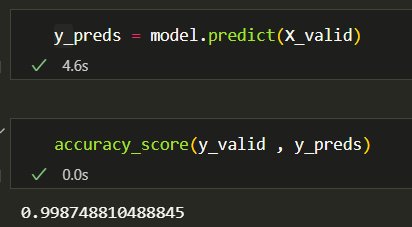 y_preds = model.predict(X_valid)
✓ 4.6s
accuracy_score(y_valid , y_preds)
✓ 0.0s
0.998748810488845